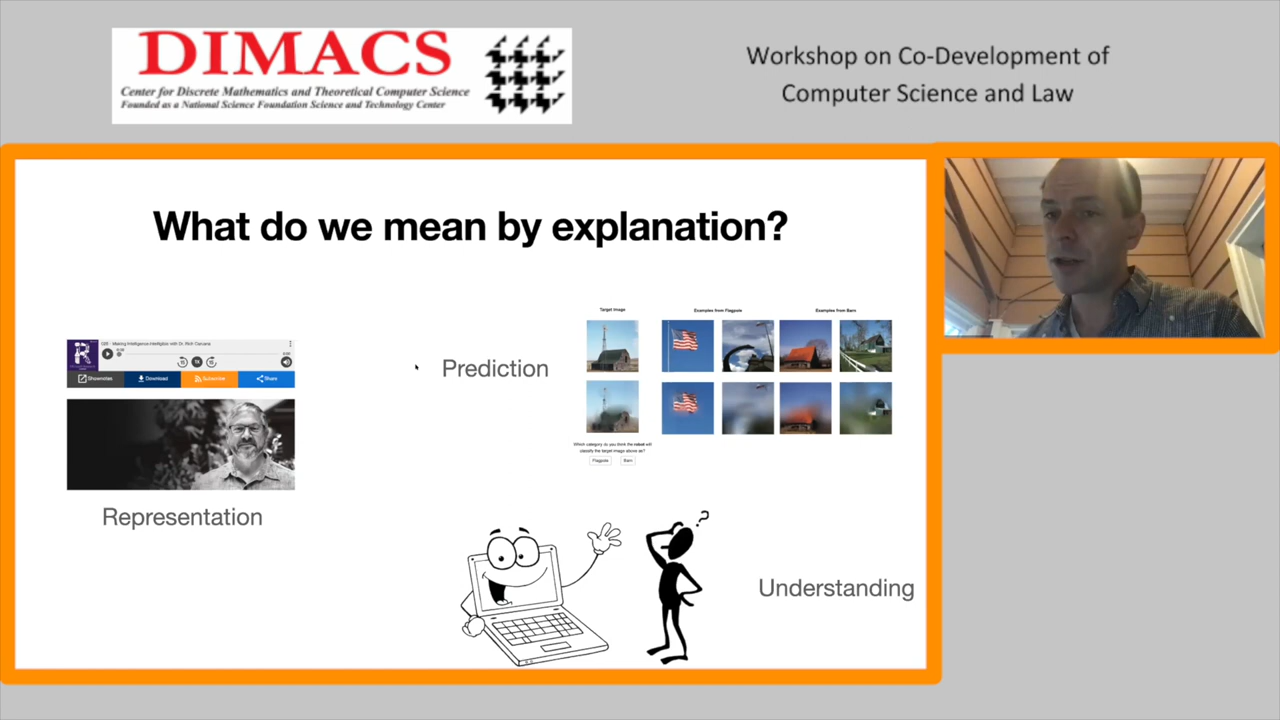 DIMACS
Center for Discrete Mathematics and Theoretical Computer Science
Founded as a National Science Foundation Science and Technology Center
Workshop on Co-Development of
Computer Science and Law
What do we mean by explanation?
Target Image
Examples from Flagpole
Examples from Barn
Shownotes
Download
Subscribe
Share
Prediction
Which category do you think the robot will
classify the target image above as?
Flagpole
Barn
Representation
?
Understanding